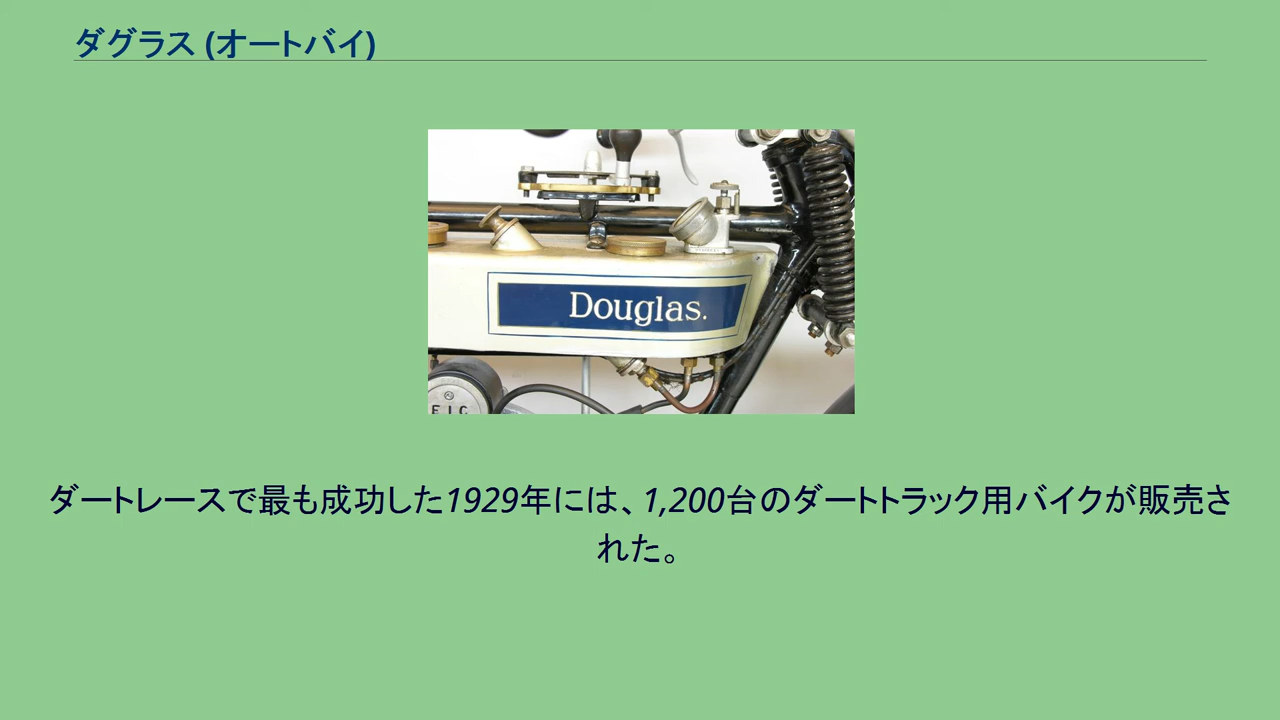 ダグラス (オートバイ)
Douglas.
EIC
ダートレースで最も成功した1929年には、1,200台のダートトラック用バイクが販売さ
れた。